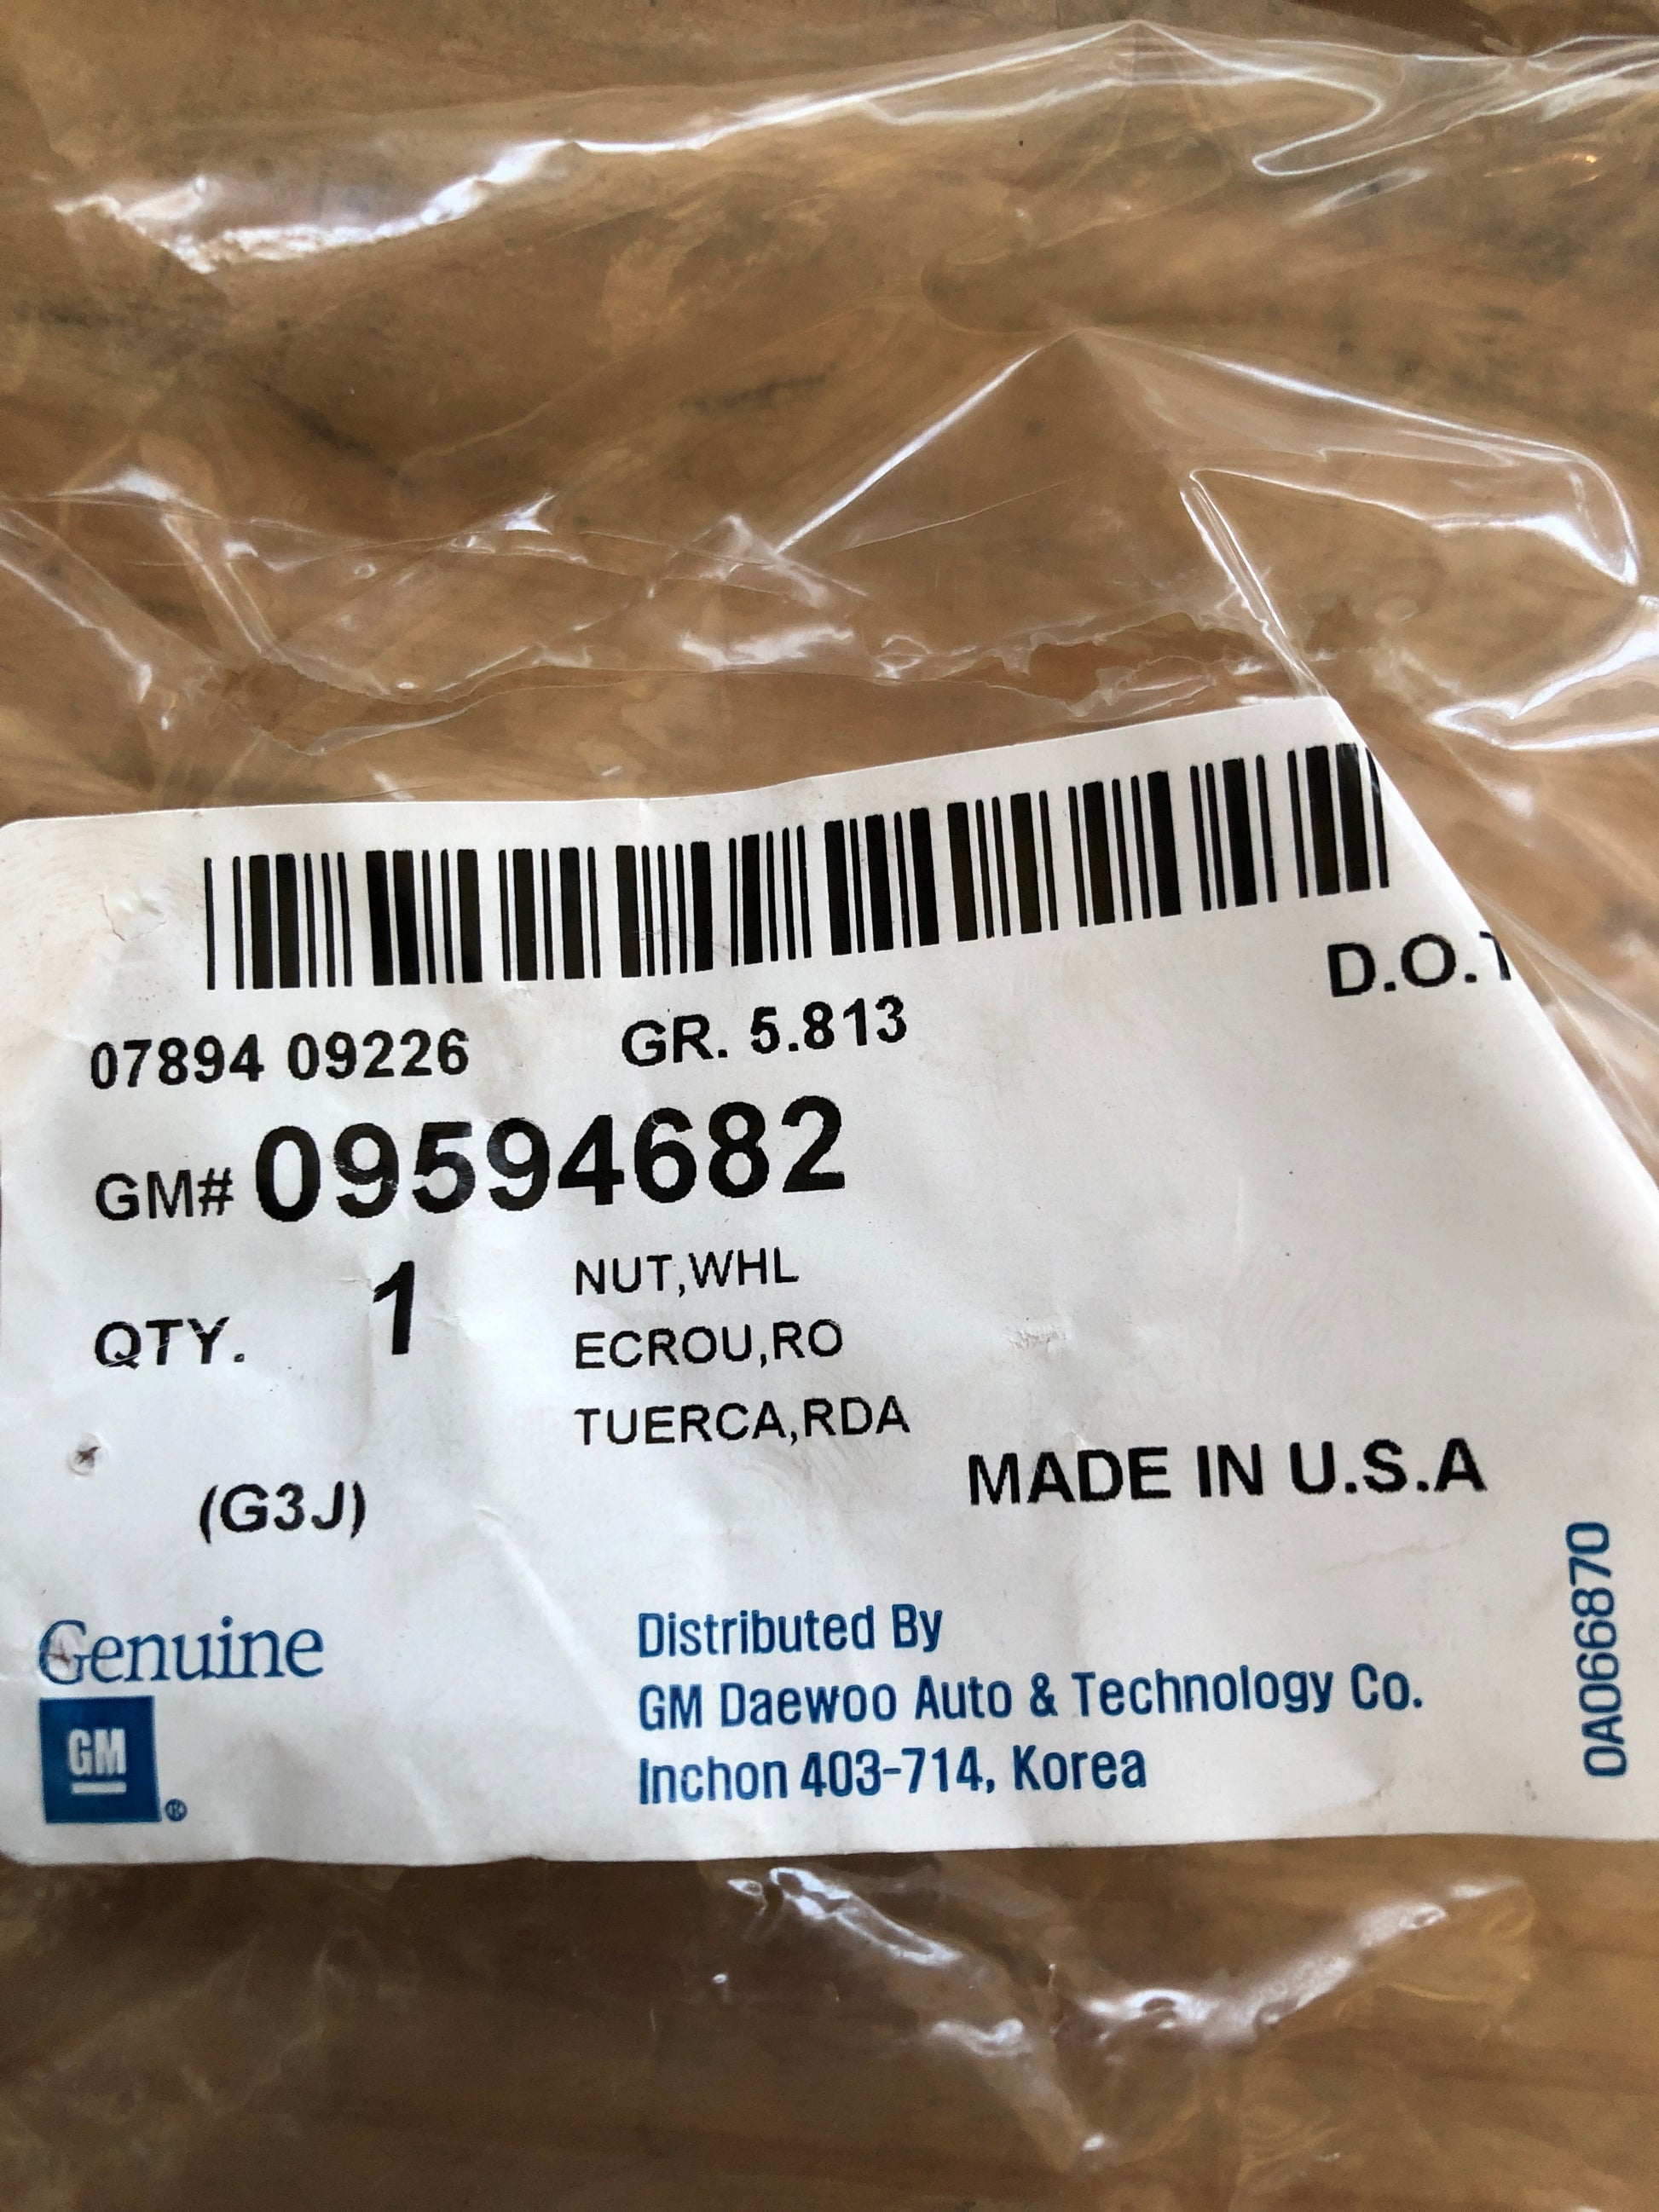 D.O.T
07894 09226 GR. 5.813
GM# 09594682
QTY. 1 NUT,WHL
ECROU,RO
TUERCA,RDA
(G3J) MADE IN U.S.A
Genuine
GM ®
Distributed By
GM Daewoo Auto & Technology Co.
Inchon 403-714, Korea
0A066870